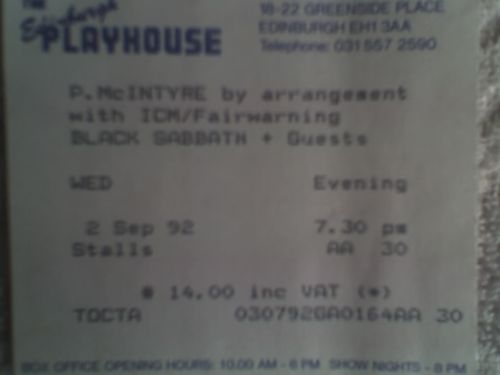 THE
Edinburgh
PLAYHOUSE
18-22 GREENSIDE PLACE
EDINBURGH EH1 3AA
Telephone: 031 557 2590
P.McINTYRE by arrangement
with ICM/Fairwarning
BLACK SABBATH + Guests
WED Evening
2 Sep 92 7.30 pm
Stalls AA 30
# 14.00 inc VAT (*)
TOCTA 030792GA0164AA 30
BOX OFFICE OPENING HOURS: 10.00 AM - 6 PM SHOW NIGHTS - 8 PM